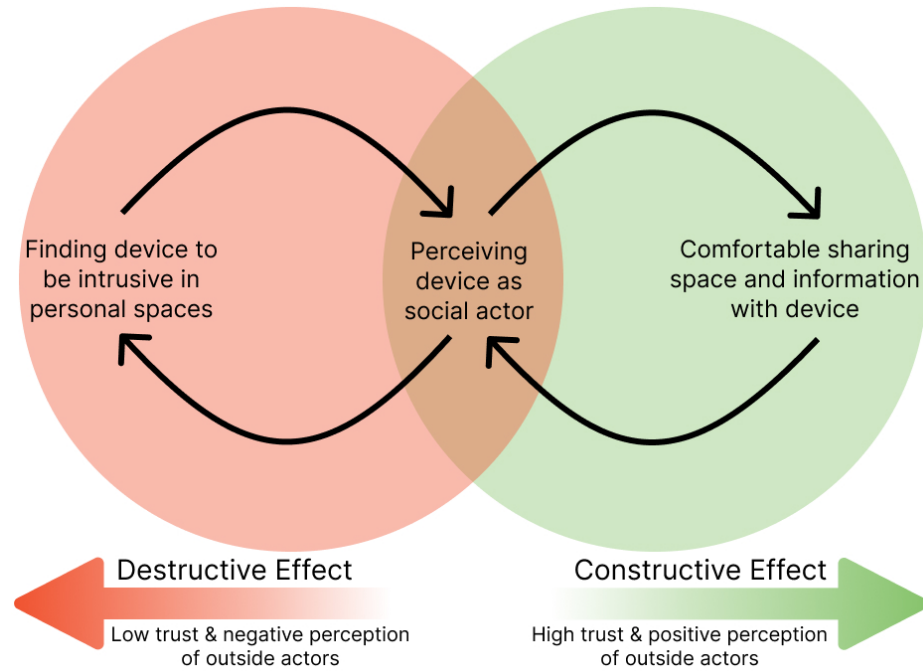 Finding device to
be intrusive in
personal spaces
Perceiving
device as
social actor
Comfortable sharing
space and information
with device
Destructive Effect
Low trust & negative perception
of outside actors
Constructive Effect
High trust & positive perception
of outside actors